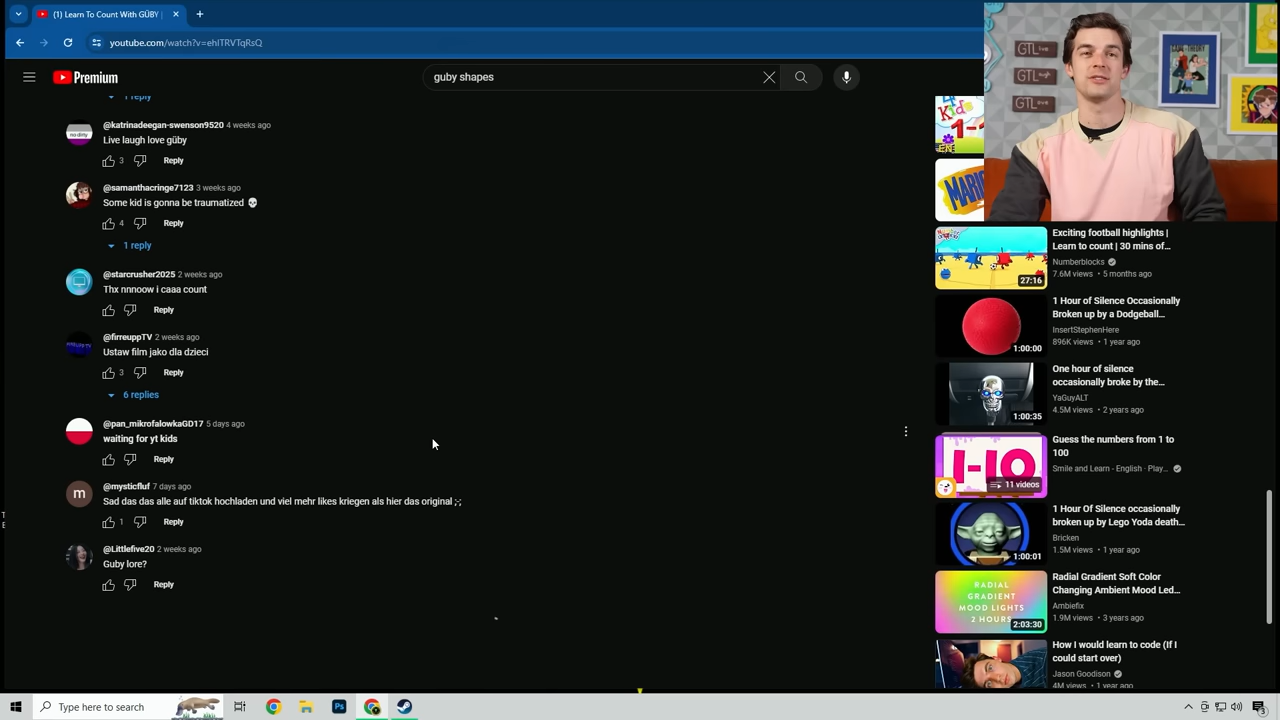 (1) Learn To Count With GÜBY |
youtube.com/watch?v=ehITRVTqRsQ
Premium
guby shapes
1 reply
@katrinadeegan-swenson9520 4 weeks ago
Live laugh love güby
3 Reply
@samanthacringe7123 3 weeks ago
Some kid is gonna be traumatized 💀
4 Reply
1 reply
@starcrusher2025 2 weeks ago
Thx nnnoow i caaa count
Reply
@firreuppTV 2 weeks ago
Ustaw film jako dla dzieci
3 Reply
6 replies
@pan_mikrofalowkaGD17 5 days ago
waiting for yt kids
Reply
m
@mysticfluf 7 days ago
Sad das das alle auf tiktok hochladen und viel mehr likes kriegen als hier das original ;-;
1 Reply
@Littlefive20 2 weeks ago
Guby lore?
Reply
GTLive
GTLaugh
GTLove
Kids
1-
MARI
Exciting football highlights |
Learn to count | 30 mins of…
Numberblocks
7.6M views • 5 months ago
27:16
1 Hour of Silence Occasionally
Broken up by a Dodgeball…
InsertStephenHere
896K views • 1 year ago
1:00:00
One hour of silence
occasionally broke by the…
YaGuyALT
4.5M views • 2 years ago
1:00:35
Guess the numbers from 1 to
100
Smile and Learn - English · Play…
1-10
11 videos
1 Hour Of Silence occasionally
broken up by Lego Yoda death…
Bricken
1.5M views • 1 year ago
1:00:01
Radial Gradient Soft Color
Changing Ambient Mood Led…
Ambiefix
1.9M views • 3 years ago
RADIAL
GRADIENT
MOOD LIGHTS
2 HOURS
2:03:30
How I would learn to code (If I
could start over)
Jason Goodison
4M views • 1 year ago
Type here to search
Ps
3